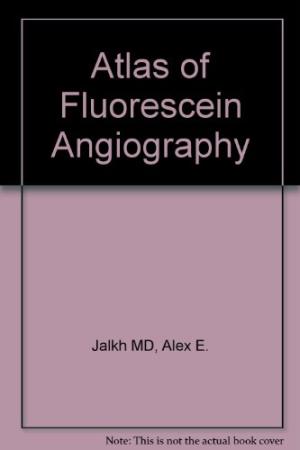 Atlas of
Fluorescein
Angiography
Jalkh MD, Alex E.
Note: This is not the actual book cover